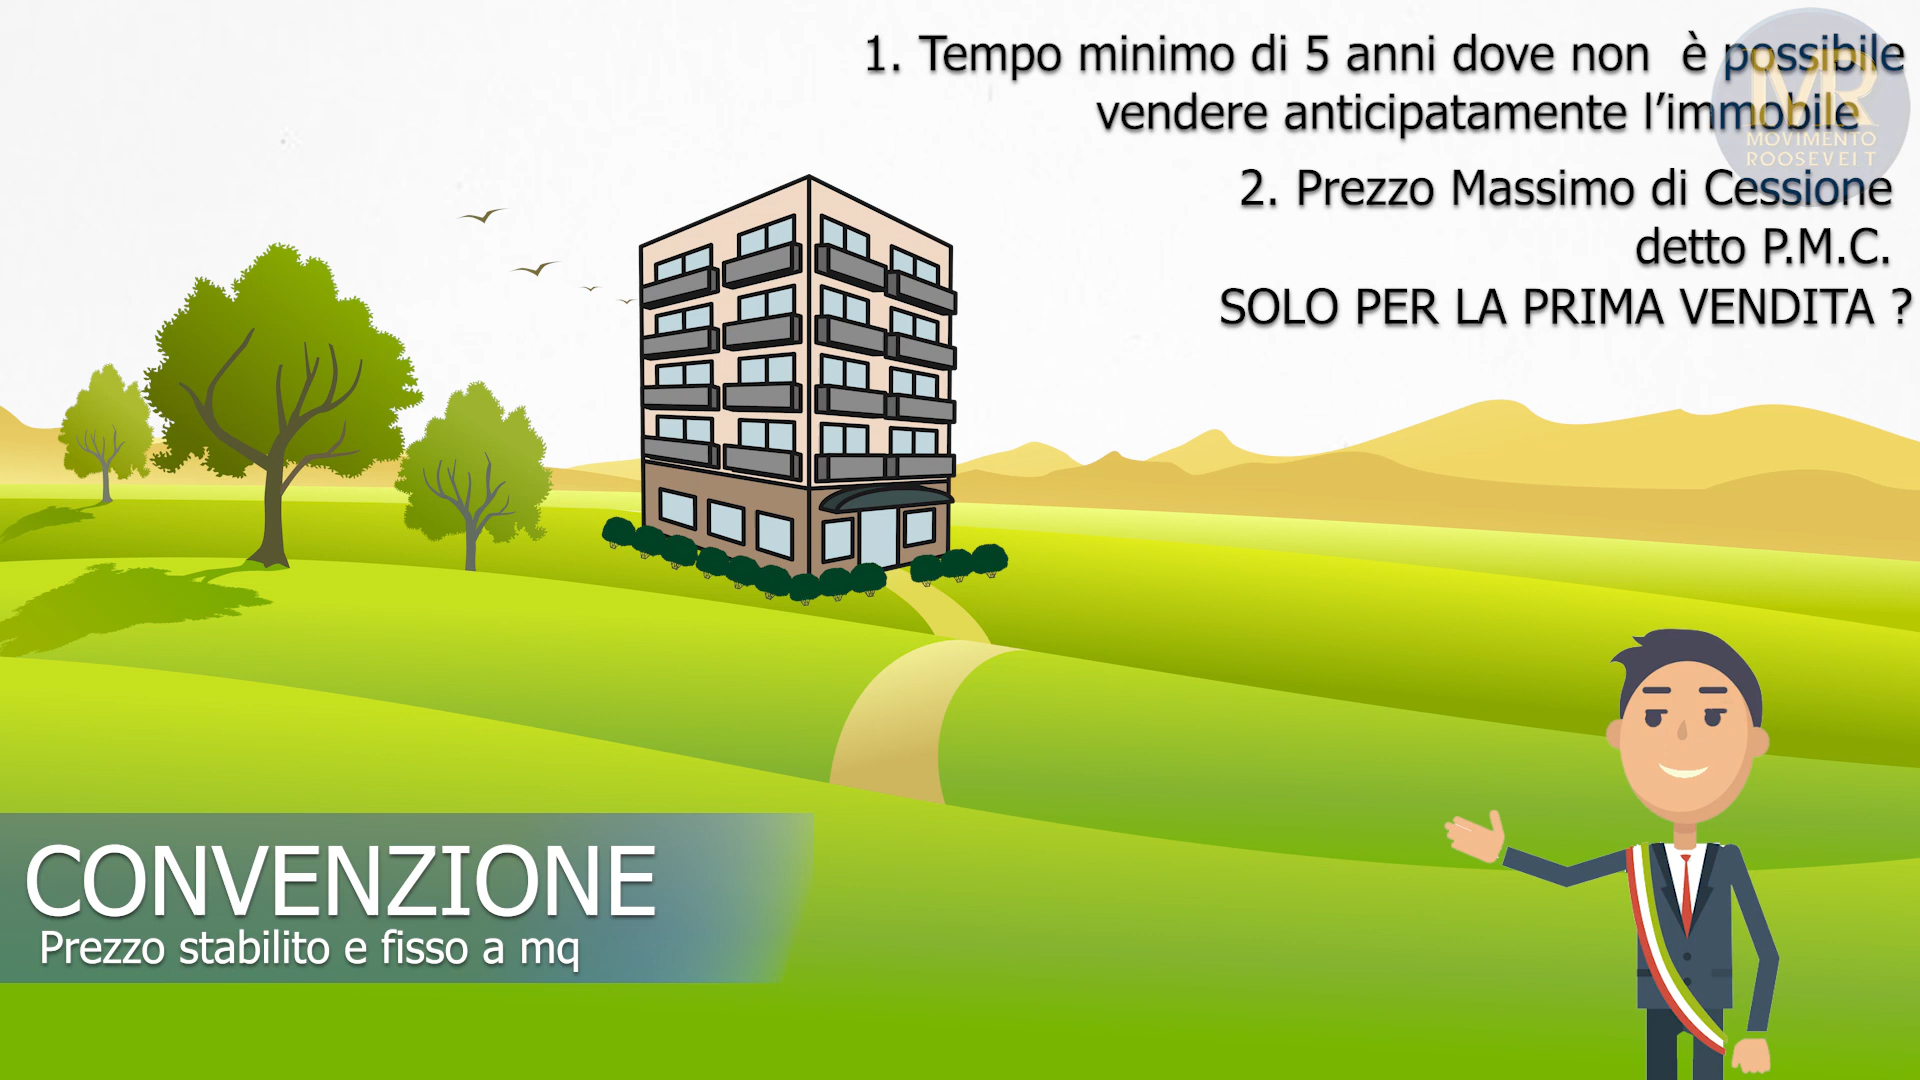 1. Tempo minimo di 5 anni dove non è possibile
vendere anticipatamente l’immobile
MR
MOVIMENTO
ROOSEVELT
2. Prezzo Massimo di Cessione
detto P.M.C.
SOLO PER LA PRIMA VENDITA ?
CONVENZIONE
Prezzo stabilito e fisso a mq